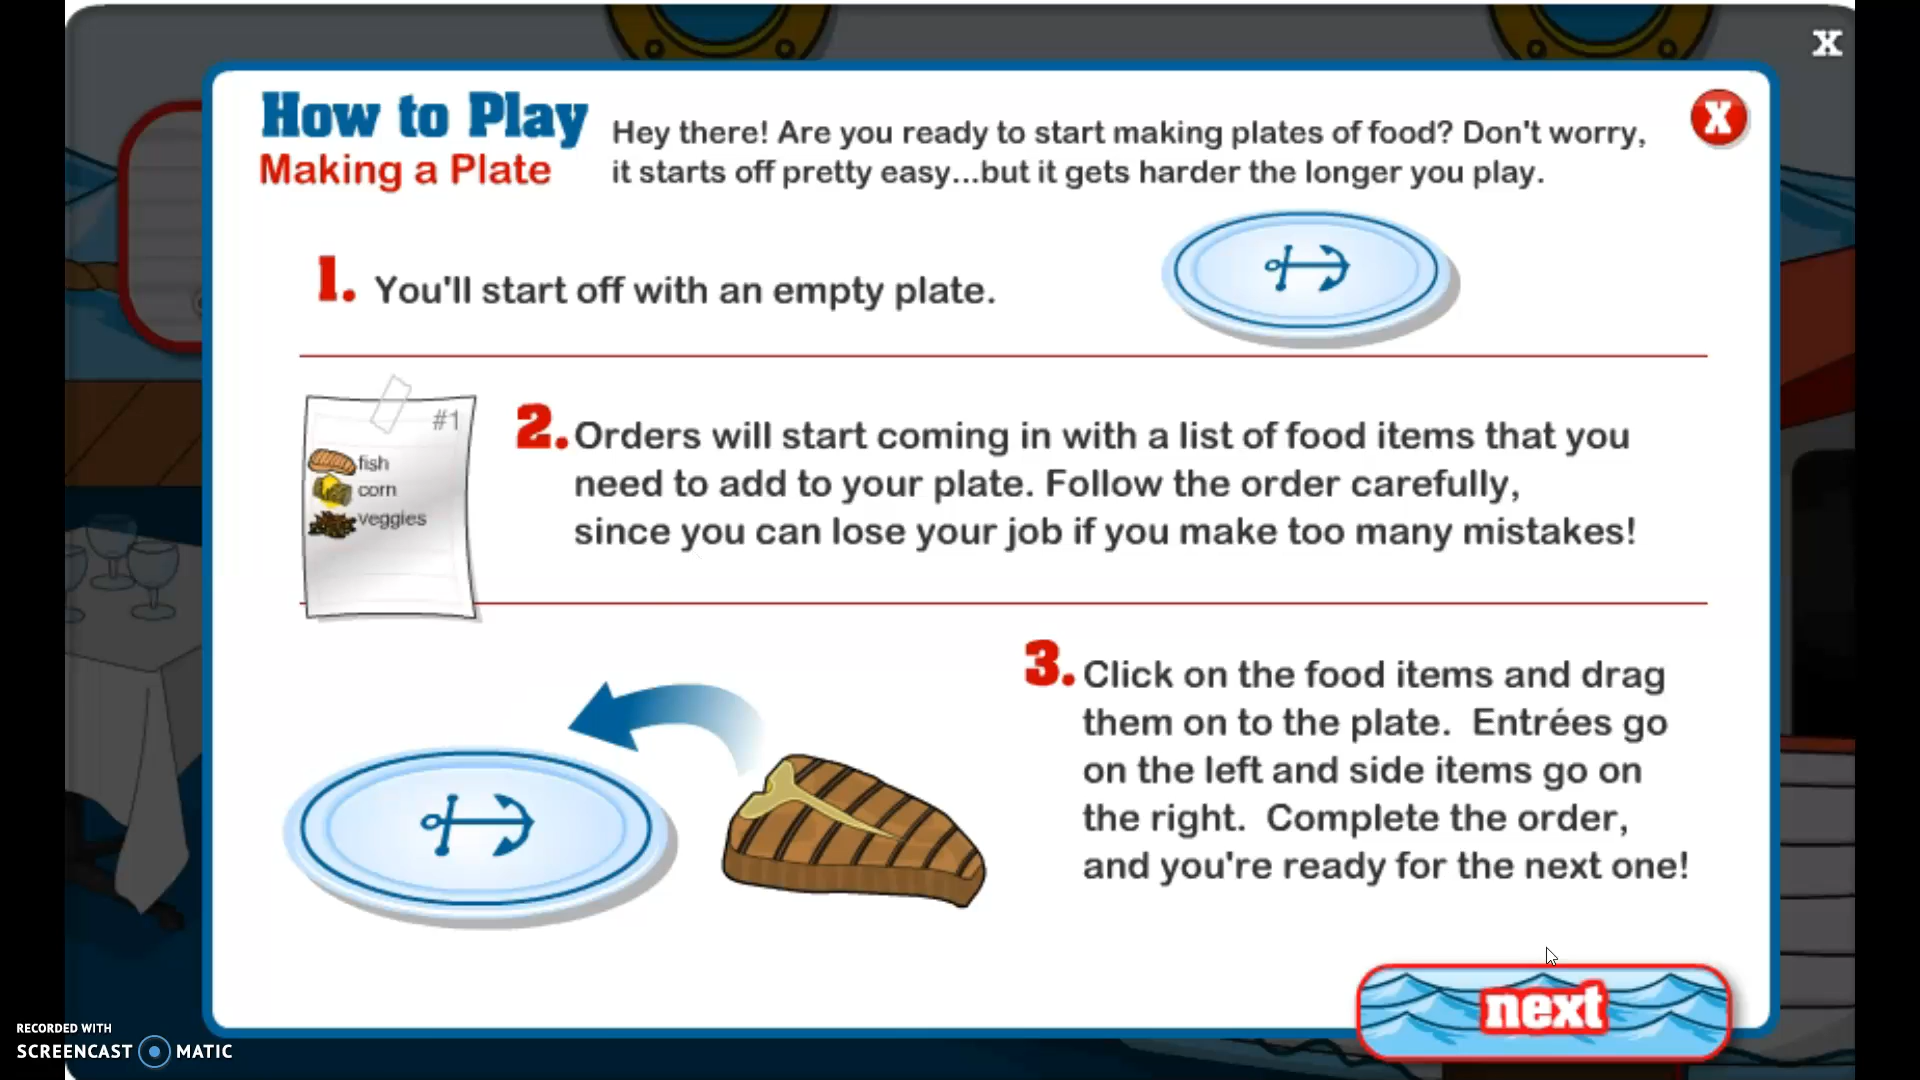 X
How to Play
Making a Plate
Hey there! Are you ready to start making plates of food? Don't worry,
it starts off pretty easy...but it gets harder the longer you play.
X
1. You'll start off with an empty plate.
#1
fish
corn
veggies
2. Orders will start coming in with a list of food items that you
need to add to your plate. Follow the order carefully,
since you can lose your job if you make too many mistakes!
3. Click on the food items and drag
them on to the plate. Entrées go
on the left and side items go on
the right. Complete the order,
and you're ready for the next one!
next
RECORDED WITH
SCREENCAST MATIC